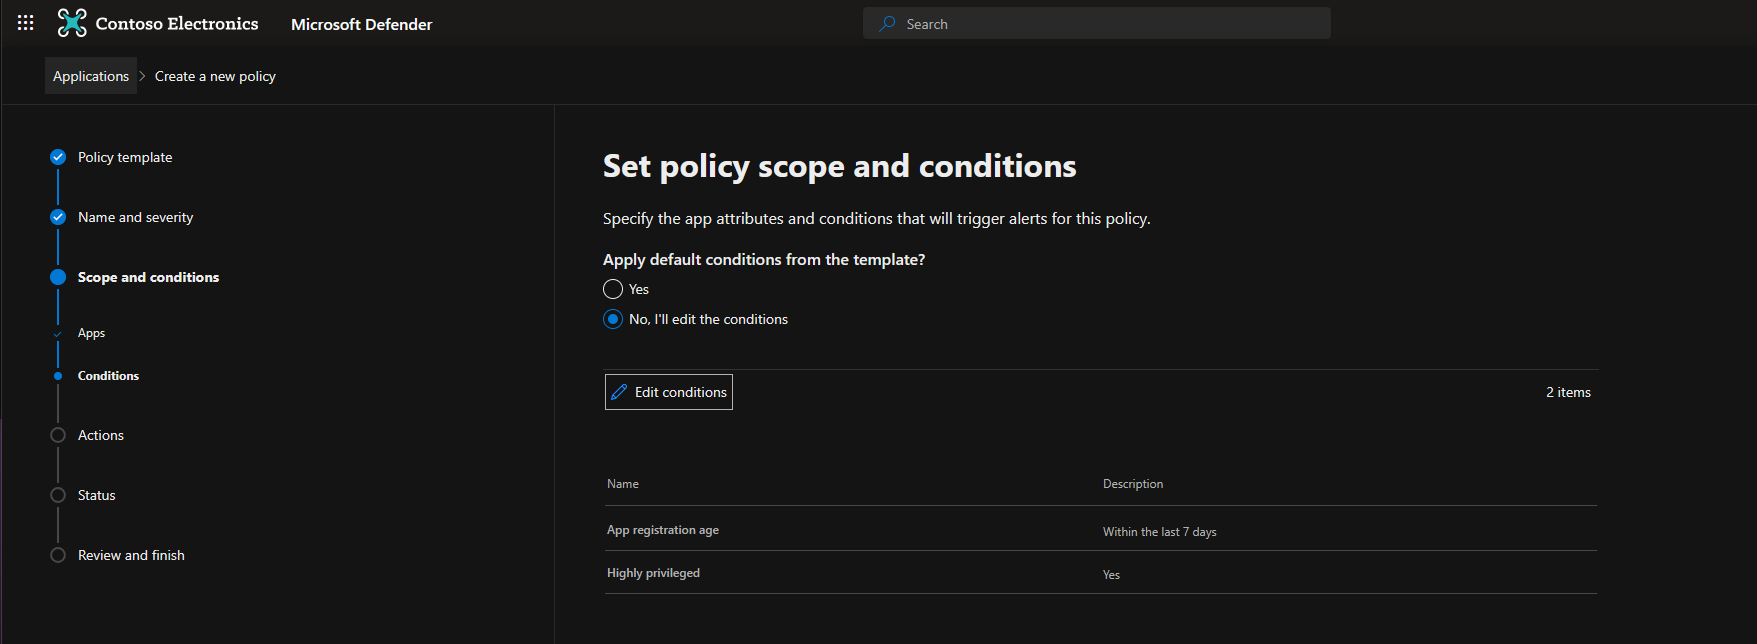 Contoso Electronics
Microsoft Defender
Search
Applications > Create a new policy
Policy template
Name and severity
Scope and conditions
Apps
Conditions
Actions
Status
Review and finish
Set policy scope and conditions
Specify the app attributes and conditions that will trigger alerts for this policy.
Apply default conditions from the template?
Yes
No, I'll edit the conditions
Edit conditions
2 items
Name Description
App registration age Within the last 7 days
Highly privileged Yes